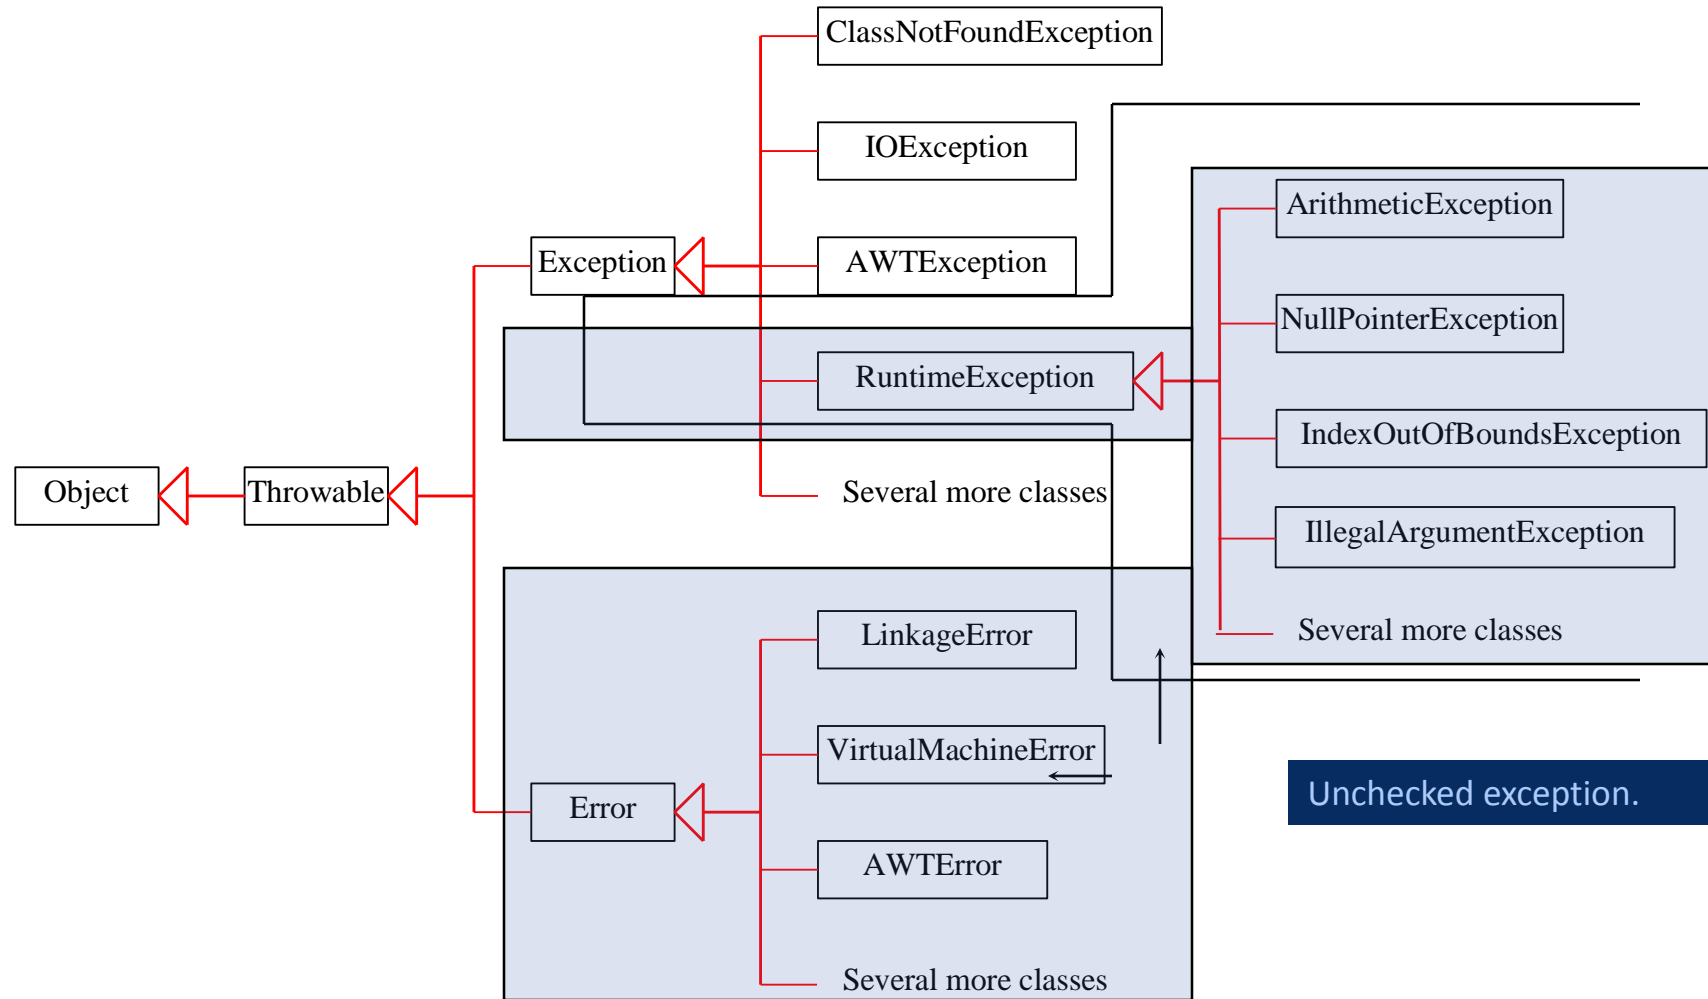 ClassNotFoundException
IOException
ArithmeticException
Exception
AWTException
NullPointerException
RuntimeException
IndexOutOfBoundsException
Object
Throwable
Several more classes
IllegalArgumentException
LinkageError
Several more classes
VirtualMachineError
Unchecked exception.
Error
AWTError
Several more classes